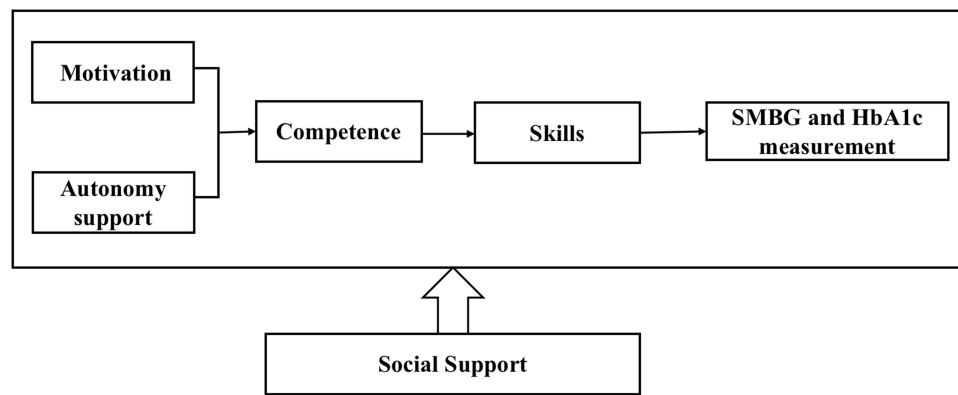 Motivation
Autonomy
support
Competence
Skills
SMBG and HbA1c
measurement
Social Support